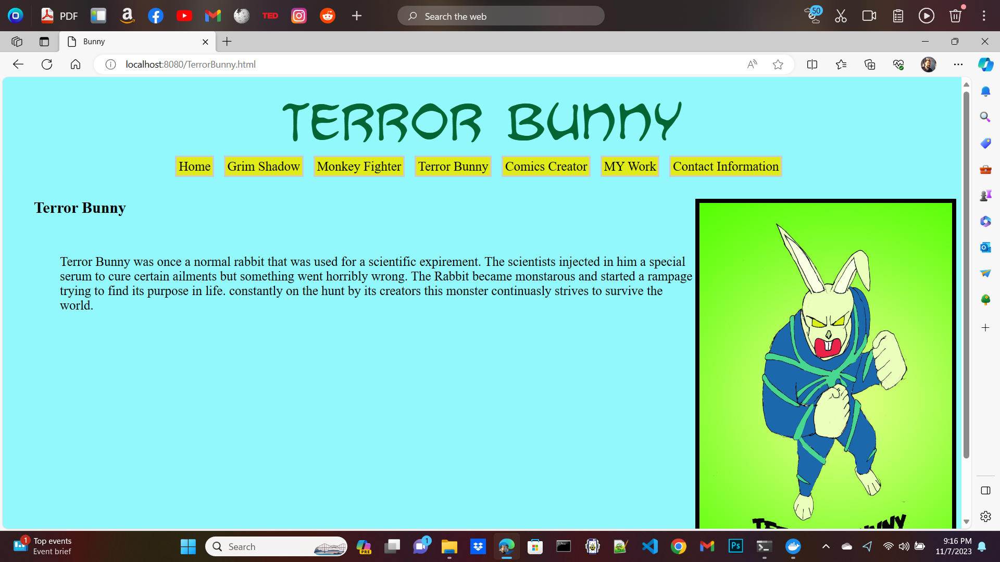 PDF
TED
Search the web
50
Bunny
localhost:8080/TerrorBunny.html
TERROR BUNNY
Home Grim Shadow Monkey Fighter Terror Bunny Comics Creator MY Work Contact Information
Terror Bunny
Terror Bunny was once a normal rabbit that was used for a scientific expirement. The scientists injected in him a special
serum to cure certain ailments but something went horribly wrong. The Rabbit became monstarous and started a rampage
trying to find its purpose in life. constantly on the hunt by its creators this monster continuasly strives to survive the
world.
1
Top events
Event brief
Search
PRE
1
Ps
9:16 PM
11/7/2023